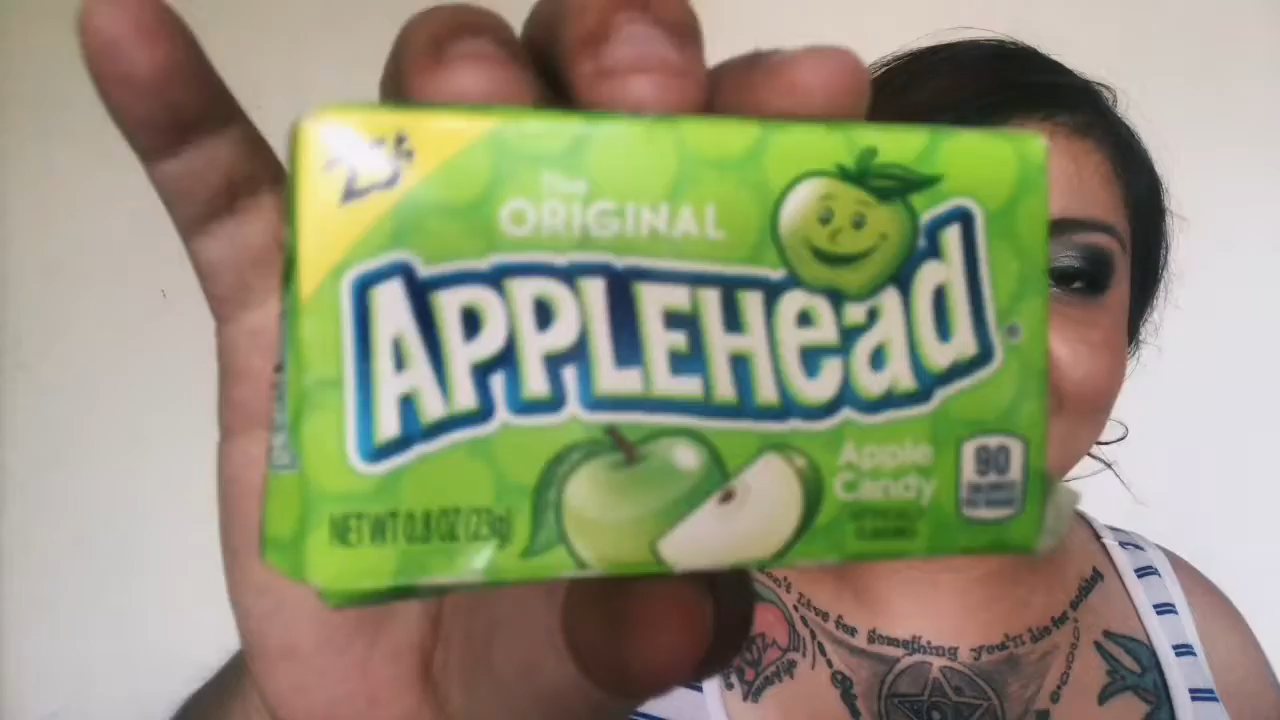 25¢
The
ORIGINAL
APPLEHead
Apple
Candy
90
NET WT 0.8 OZ (23g)
Live for something you'll die for nothing